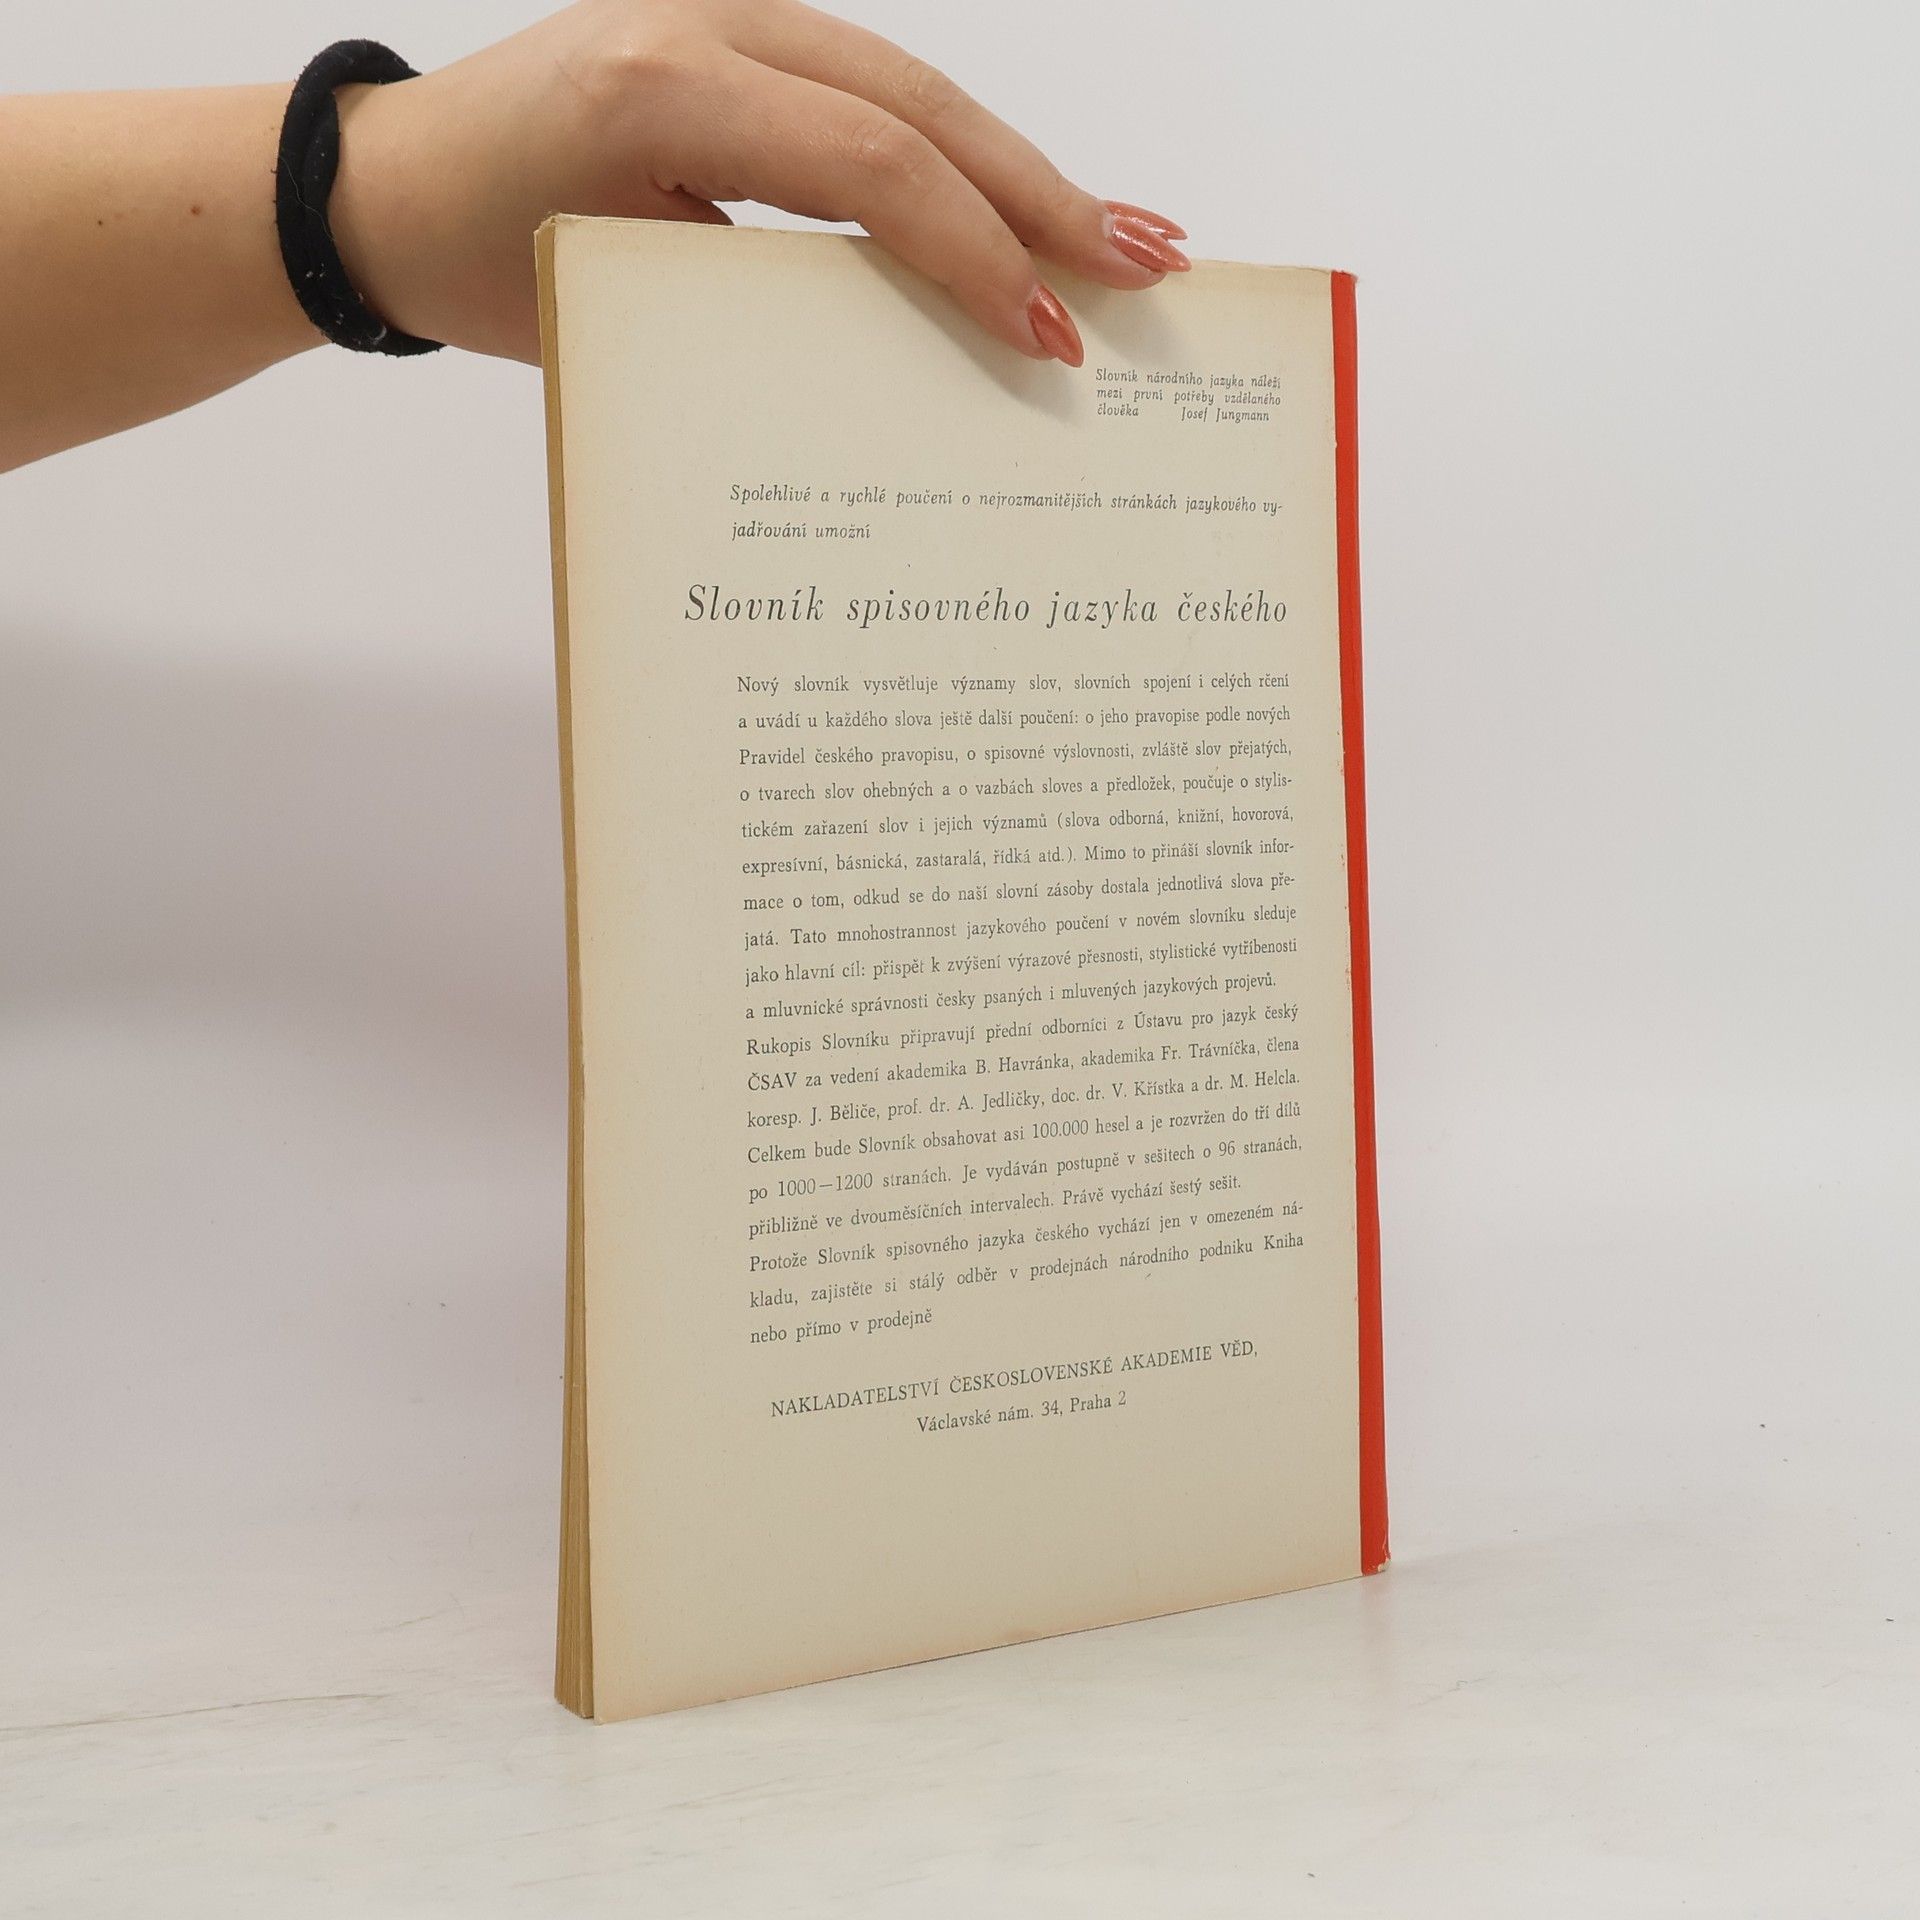 Slovník národního jazyka náleží
mezi první potřeby vzdělaného
člověka Josef Jungmann
Spolehlivé a rychlé poučení o nejrozmanitějších stránkách jazykového vy-
jadřování umožní
Slovník spisovného jazyka českého
Nový slovník vysvětluje významy slov, slovních spojení i celých rčení
a uvádí u každého slova ještě další poučení: o jeho pravopise podle nových
Pravidel českého pravopisu, o spisovné výslovnosti, zvláště slov přejatých,
o tvarech slov ohebných a o vazbách sloves a předložek, poučuje o stylis-
tickém zařazení slov i jejich významů (slova odborná, knižní, hovorová,
expresívní, básnická, zastaralá, řídká atd.). Mimo to přináší slovník infor-
mace o tom, odkud se do naší slovní zásoby dostala jednotlivá slova pře-
jatá. Tato mnohostrannost jazykového poučení v novém slovníku sleduje
jako hlavní cíl: přispět k zvýšení výrazové přesnosti, stylistické vytříbenosti
a mluvnické správnosti česky psaných i mluvených jazykových projevů.
Rukopis Slovníku připravují přední odborníci z Ústavu pro jazyk český
ČSAV za vedení akademika B. Havránka, akademika Fr. Trávníčka, člena
koresp. J. Běliče, prof. dr. A. Jedličky, doc. dr. V. Křístka a dr. M. Helcla.
Celkem bude Slovník obsahovat asi 100.000 hesel a je rozvržen do tří dílů
po 1000—1200 stranách. Je vydáván postupně v sešitech o 96 stranách,
přibližně ve dvouměsíčních intervalech. Právě vychází šestý sešit.
Protože Slovník spisovného jazyka českého vychází jen v omezeném ná-
kladu, zajistěte si stálý odběr v prodejnách národního podniku Kniha
nebo přímo v prodejně
NAKLADATELSTVÍ ČESKOSLOVENSKÉ AKADEMIE VĚD,
Václavské nám. 34, Praha 2